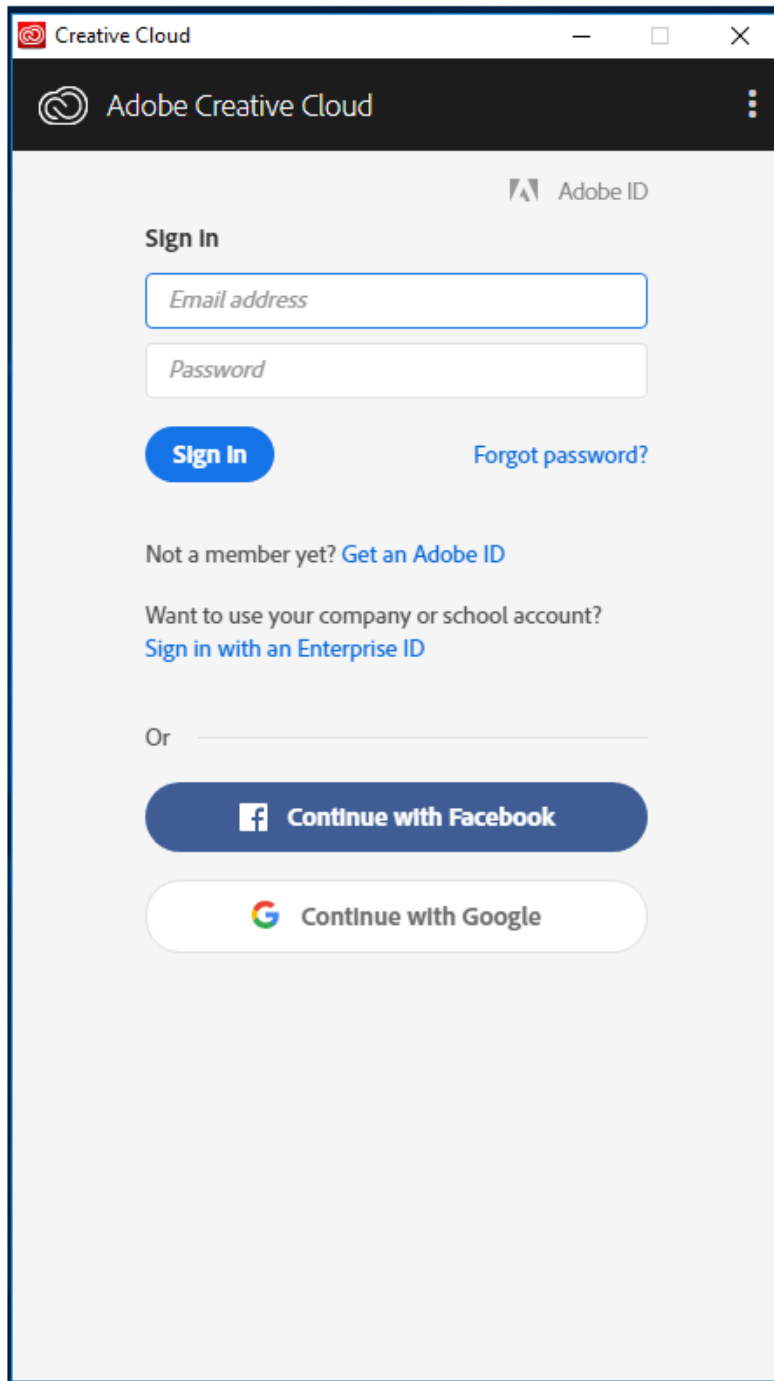 Creative Cloud
Adobe Creative Cloud
Adobe ID
Sign in
Email address
Password
Sign in
Forgot password?
Not a member yet? Get an Adobe ID
Want to use your company or school account?
Sign in with an Enterprise ID
Or
Continue with Facebook
Continue with Google